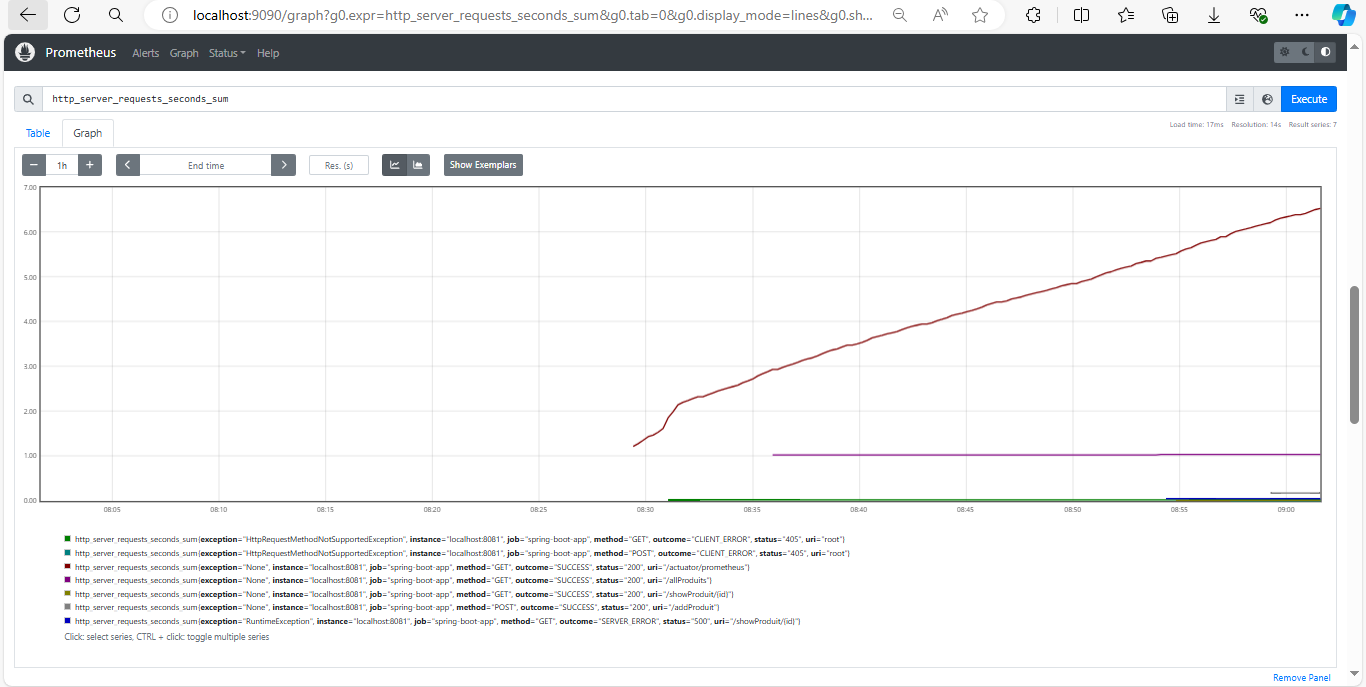 localhost:9090/graph?g0.expr=http_server_requests_seconds_sum&g0.tab=0&g0.display_mode=lines&g0.sh...
Prometheus Alerts Graph Status Help
http_server_requests_seconds_sum
Execute
Table Graph
Load time: 17ms Resolution: 14s Result series: 7
− 1h + < End time > Res. (s) Show Exemplars
7.00
6.00
5.00
4.00
3.00
2.00
1.00
0.00
08:05 08:10 08:15 08:20 08:25 08:30 08:35 08:40 08:45 08:50 08:55 09:00
http_server_requests_seconds_sum{exception="HttpRequestMethodNotSupportedException", instance="localhost:8081", job="spring-boot-app", method="GET", outcome="CLIENT_ERROR", status="405", uri="root"}
http_server_requests_seconds_sum{exception="HttpRequestMethodNotSupportedException", instance="localhost:8081", job="spring-boot-app", method="POST", outcome="CLIENT_ERROR", status="405", uri="root"}
http_server_requests_seconds_sum{exception="None", instance="localhost:8081", job="spring-boot-app", method="GET", outcome="SUCCESS", status="200", uri="/actuator/prometheus"}
http_server_requests_seconds_sum{exception="None", instance="localhost:8081", job="spring-boot-app", method="GET", outcome="SUCCESS", status="200", uri="/allProduits"}
http_server_requests_seconds_sum{exception="None", instance="localhost:8081", job="spring-boot-app", method="GET", outcome="SUCCESS", status="200", uri="/showProduit/{id}"}
http_server_requests_seconds_sum{exception="None", instance="localhost:8081", job="spring-boot-app", method="POST", outcome="SUCCESS", status="200", uri="/addProduit"}
http_server_requests_seconds_sum{exception="RuntimeException", instance="localhost:8081", job="spring-boot-app", method="GET", outcome="SERVER_ERROR", status="500", uri="/showProduit/{id}"}
Click: select series, CTRL + click: toggle multiple series
Remove Panel